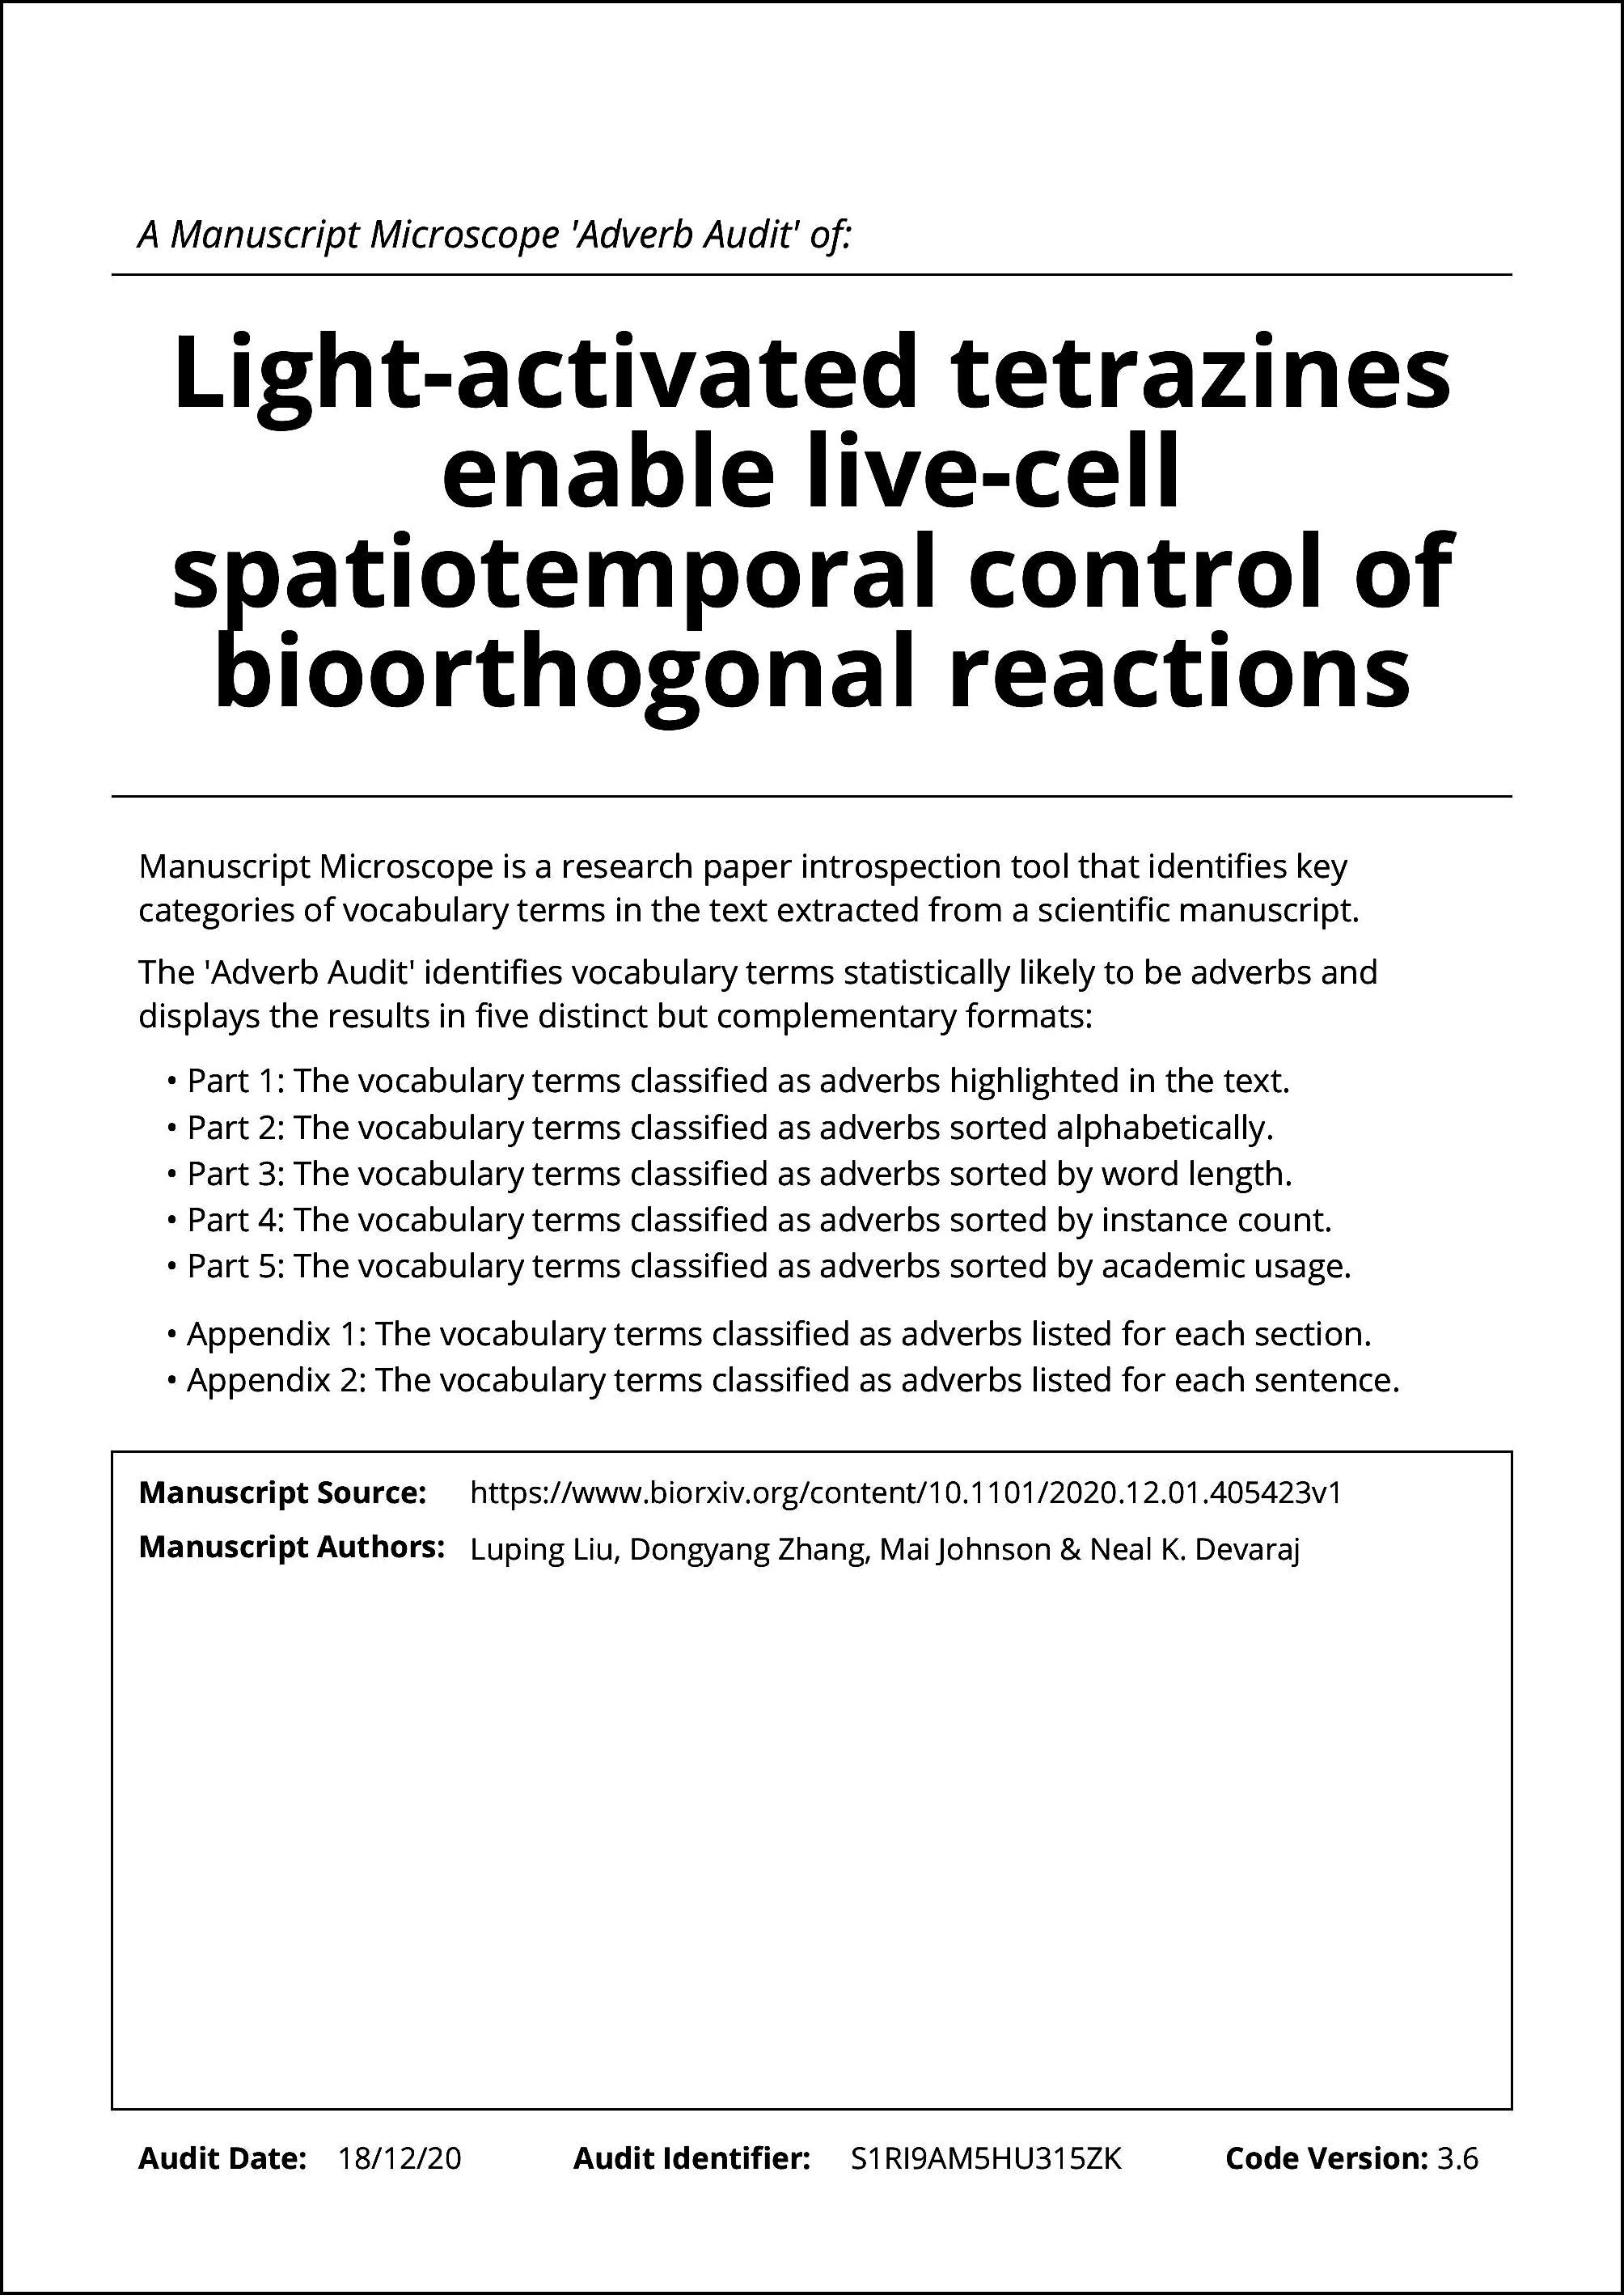 A Manuscript Microscope 'Adverb Audit' of:
Light-activated tetrazines
enable live-cell
spatiotemporal control of
bioorthogonal reactions
Manuscript Microscope is a research paper introspection tool that identifies key
categories of vocabulary terms in the text extracted from a scientific manuscript.
The 'Adverb Audit' identifies vocabulary terms statistically likely to be adverbs and
displays the results in five distinct but complementary formats:
• Part 1: The vocabulary terms classified as adverbs highlighted in the text.
• Part 2: The vocabulary terms classified as adverbs sorted alphabetically.
• Part 3: The vocabulary terms classified as adverbs sorted by word length.
• Part 4: The vocabulary terms classified as adverbs sorted by instance count.
• Part 5: The vocabulary terms classified as adverbs sorted by academic usage.
• Appendix 1: The vocabulary terms classified as adverbs listed for each section.
• Appendix 2: The vocabulary terms classified as adverbs listed for each sentence.
Manuscript Source: https://www.biorxiv.org/content/10.1101/2020.12.01.405423v1
Manuscript Authors: Luping Liu, Dongyang Zhang, Mai Johnson & Neal K. Devaraj
Audit Date: 18/12/20 Audit Identifier: S1RI9AM5HU315ZK Code Version: 3.6